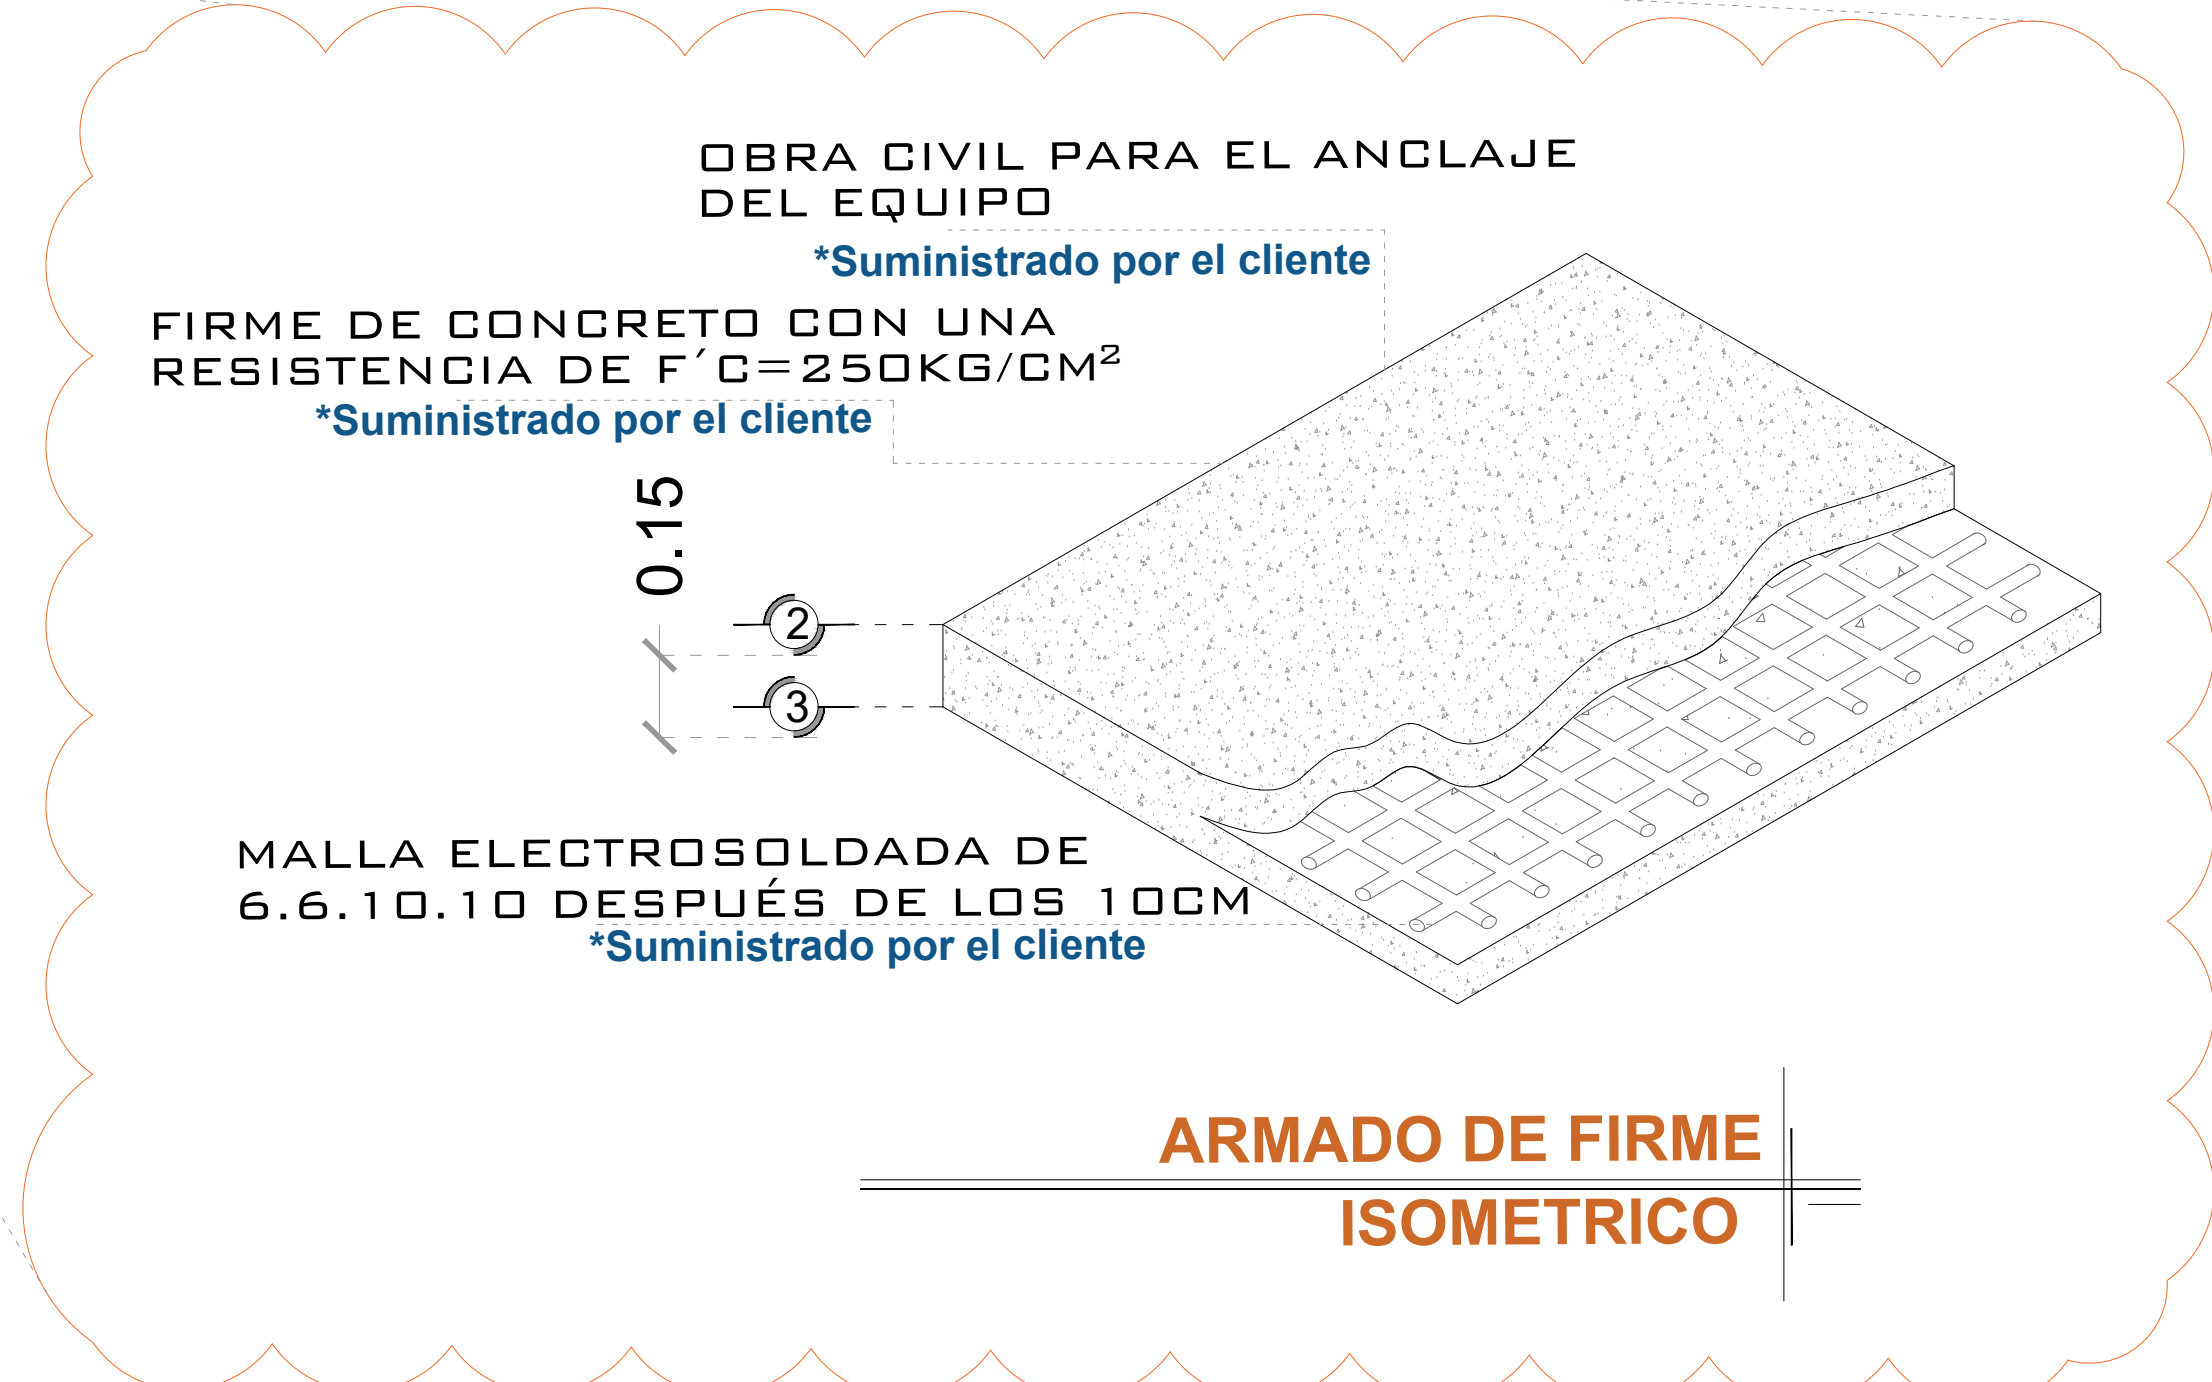 OBRA CIVIL PARA EL ANCLAJE
DEL EQUIPO
*Suministrado por el cliente
FIRME DE CONCRETO CON UNA
RESISTENCIA DE F´C=250KG/CM²
*Suministrado por el cliente
0.15
2
3
MALLA ELECTROSOLDADA DE
6.6.10.10 DESPUÉS DE LOS 10CM
*Suministrado por el cliente
ARMADO DE FIRME
ISOMETRICO